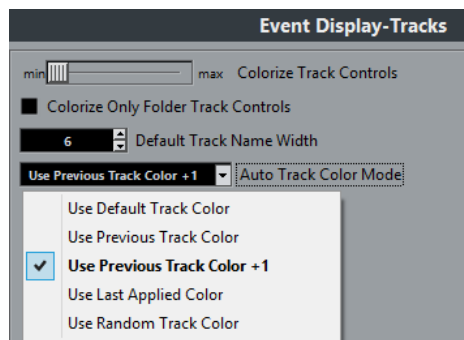 Event Display-Tracks
min max Colorize Track Controls
Colorize Only Folder Track Controls
6 Default Track Name Width
Use Previous Track Color +1 Auto Track Color Mode
Use Default Track Color
Use Previous Track Color
Use Previous Track Color +1
Use Last Applied Color
Use Random Track Color